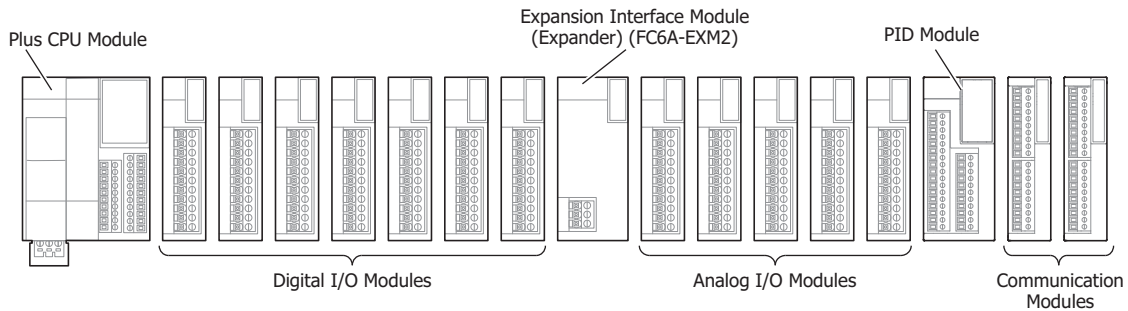 Plus CPU Module
Expansion Interface Module
(Expander) (FC6A-EXM2)
PID Module
Digital I/O Modules
Analog I/O Modules
Communication
Modules